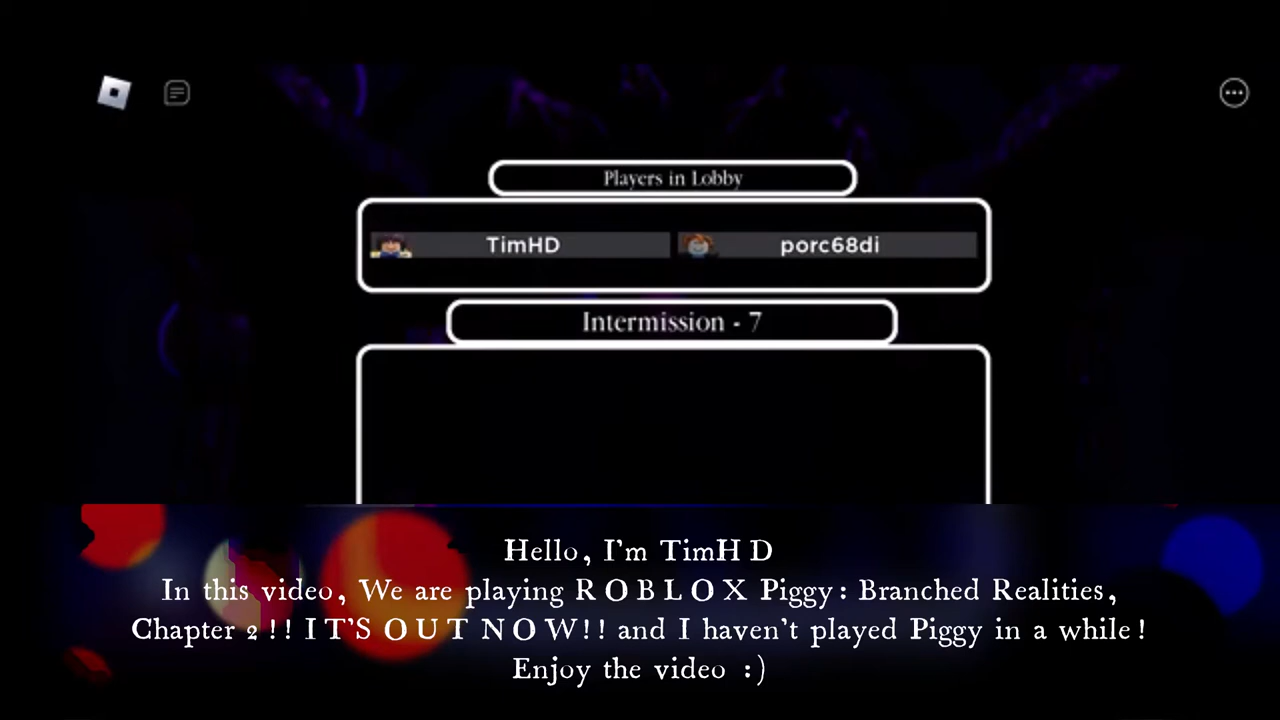 Players in Lobby
TimHD porc68di
Intermission - 7
Hello, I'm TimH D
In this video, We are playing R O B L O X Piggy: Branched Realities,
Chapter 2 !! I T'S O U T N O W!! and I haven't played Piggy in a while!
Enjoy the video :)